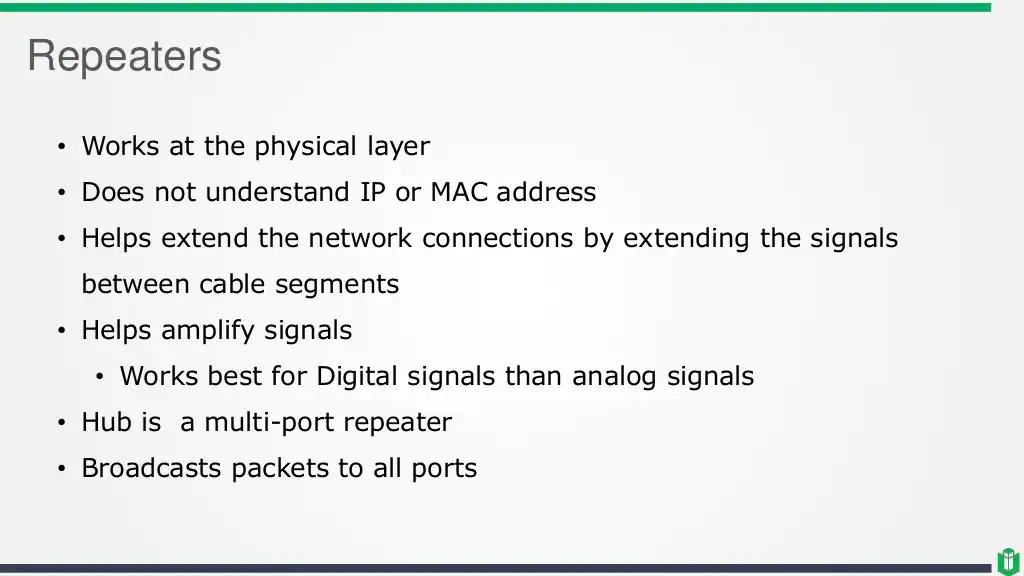 Repeaters
• Works at the physical layer
• Does not understand IP or MAC address
• Helps extend the network connections by extending the signals
between cable segments
• Helps amplify signals
• Works best for Digital signals than analog signals
• Hub is  a multi-port repeater
• Broadcasts packets to all ports